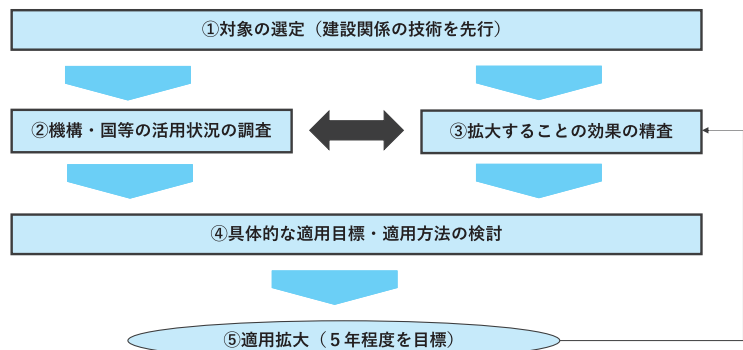 ①対象の選定（建設関係の技術を先行）
②機構・国等の活用状況の調査
③拡大することの効果の精査
④具体的な適用目標・適用方法の検討
⑤適用拡大（５年程度を目標）